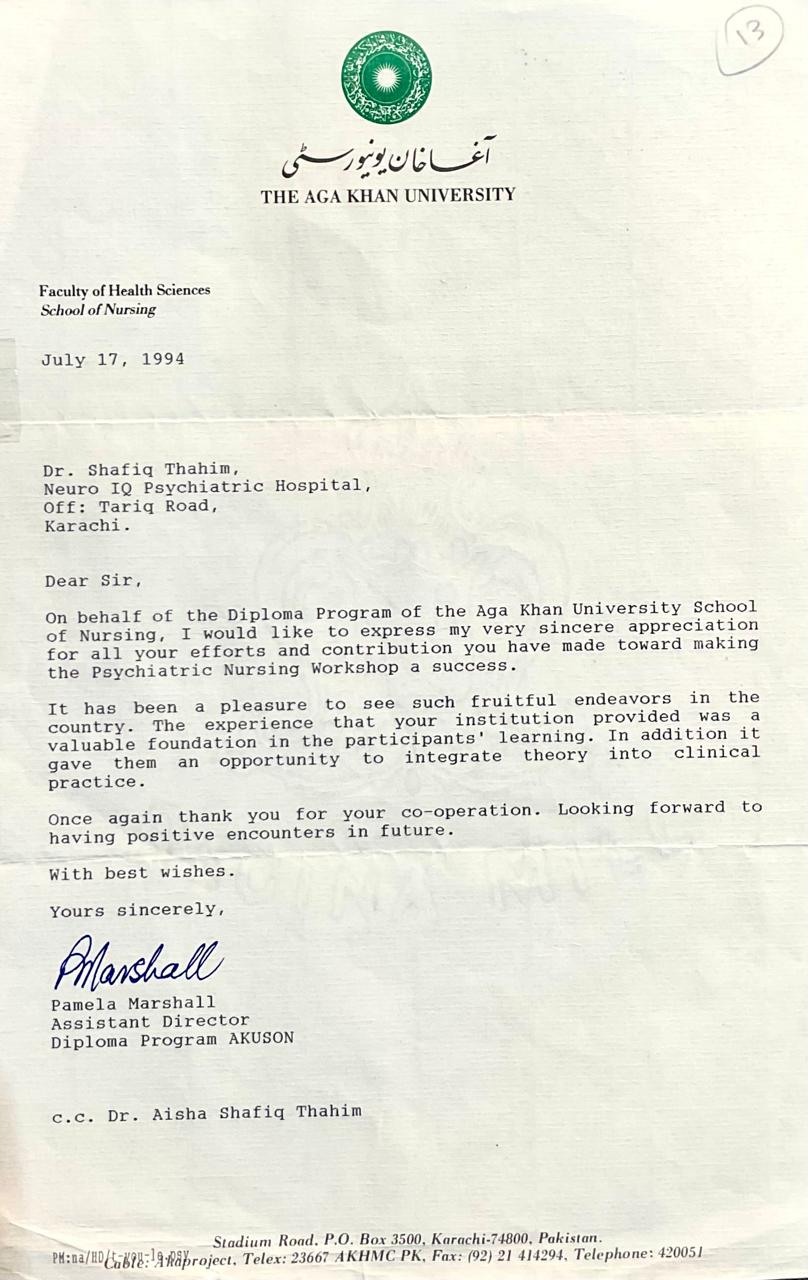 13
آغا خان یونیورسٹی
THE AGA KHAN UNIVERSITY
Faculty of Health Sciences
School of Nursing
July 17, 1994
Dr. Shafiq Thahim,
Neuro IQ Psychiatric Hospital,
Off: Tariq Road,
Karachi.
Dear Sir,
On behalf of the Diploma Program of the Aga Khan University School
of Nursing, I would like to express my very sincere appreciation
for all your efforts and contribution you have made toward making
the Psychiatric Nursing Workshop a success.
It has been a pleasure to see such fruitful endeavors in the
country. The experience that your institution provided was a
valuable foundation in the participants' learning. In addition it
gave them an opportunity to integrate theory into clinical
practice.
Once again thank you for your co-operation. Looking forward to
having positive encounters in future.
With best wishes.
Yours sincerely,
PMarshall
Pamela Marshall
Assistant Director
Diploma Program AKUSON
c.c. Dr. Aisha Shafiq Thahim
Stadium Road, P.O. Box 3500, Karachi-74800, Pakistan.
PM:na/HD/t-you-le.psy
Cable: Akaproject, Telex: 23667 AKHMC PK, Fax: (92) 21 414294, Telephone: 420051